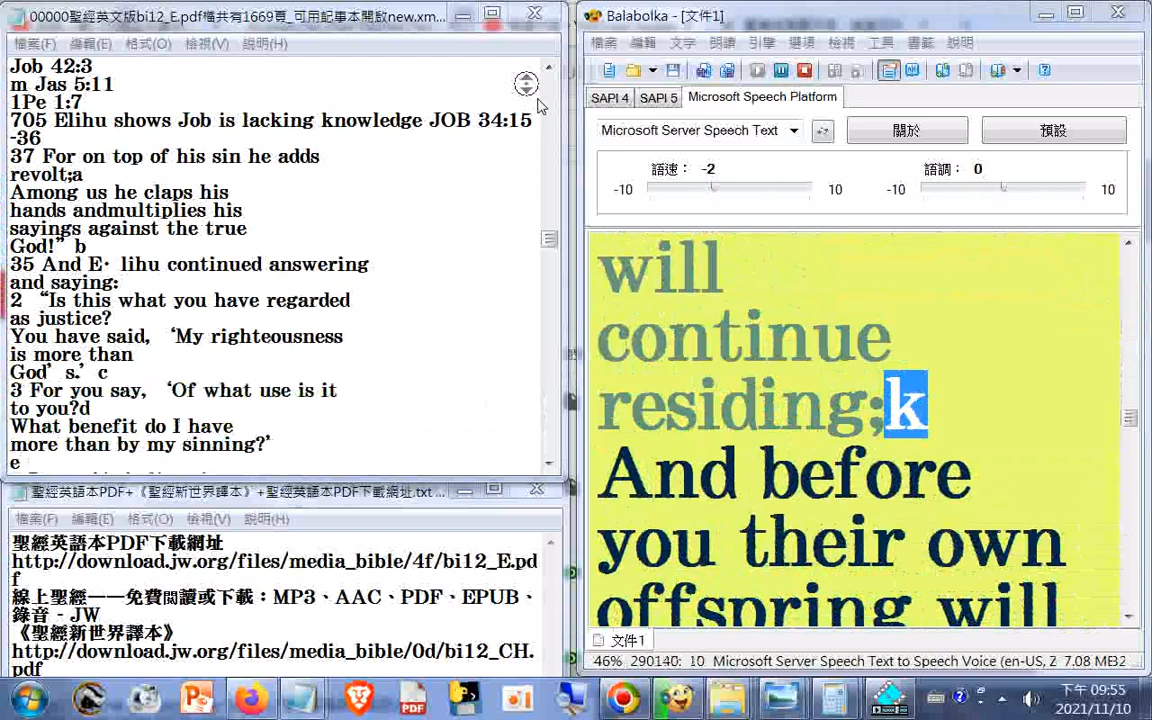 00000聖經英文版bi12_E.pdf檔共有1669頁_可用記事本開啟new.xm...
檔案(F) 編輯(E) 格式(O) 檢視(V) 說明(H)
Job 42:3
m Jas 5:11
1Pe 1:7
705 Elihu shows Job is lacking knowledge JOB 34:15
-36
37 For on top of his sin he adds
revolt;a
Among us he claps his
hands andmultiplies his
sayings against the true
God!” b
35 And E· lihu continued answering
and saying:
2 “Is this what you have regarded
as justice?
You have said, ‘My righteousness
is more than
God’s.’ c
3 For you say, ‘Of what use is it
to you?d
What benefit do I have
more than by my sinning?’
e
聖經英語本PDF+《聖經新世界譯本》+聖經英語本PDF下載網址.txt ...
檔案(F) 編輯(E) 格式(O) 檢視(V) 說明(H)
聖經英語本PDF下載網址
http://download.jw.org/files/media_bible/4f/bi12_E.pd
f
線上聖經——免費閱讀或下載：MP3、AAC、PDF、EPUB、
錄音 - JW
《聖經新世界譯本》
http://download.jw.org/files/media_bible/0d/bi12_CH.
pdf
Balabolka - [文件1]
檔案 編輯 文字 朗讀 引擎 選項 檢視 工具 書籤 說明
SAPI 4 SAPI 5 Microsoft Speech Platform
Microsoft Server Speech Text 關於 預設
語速： -2 語調： 0
-10 10 -10 10
will
continue
residing;k
And before
you their own
offspring will
文件1
46% 290140: 10 Microsoft Server Speech Text to Speech Voice (en-US, Z 7.08 MB2
PDF
下午 09:55
2021/11/10